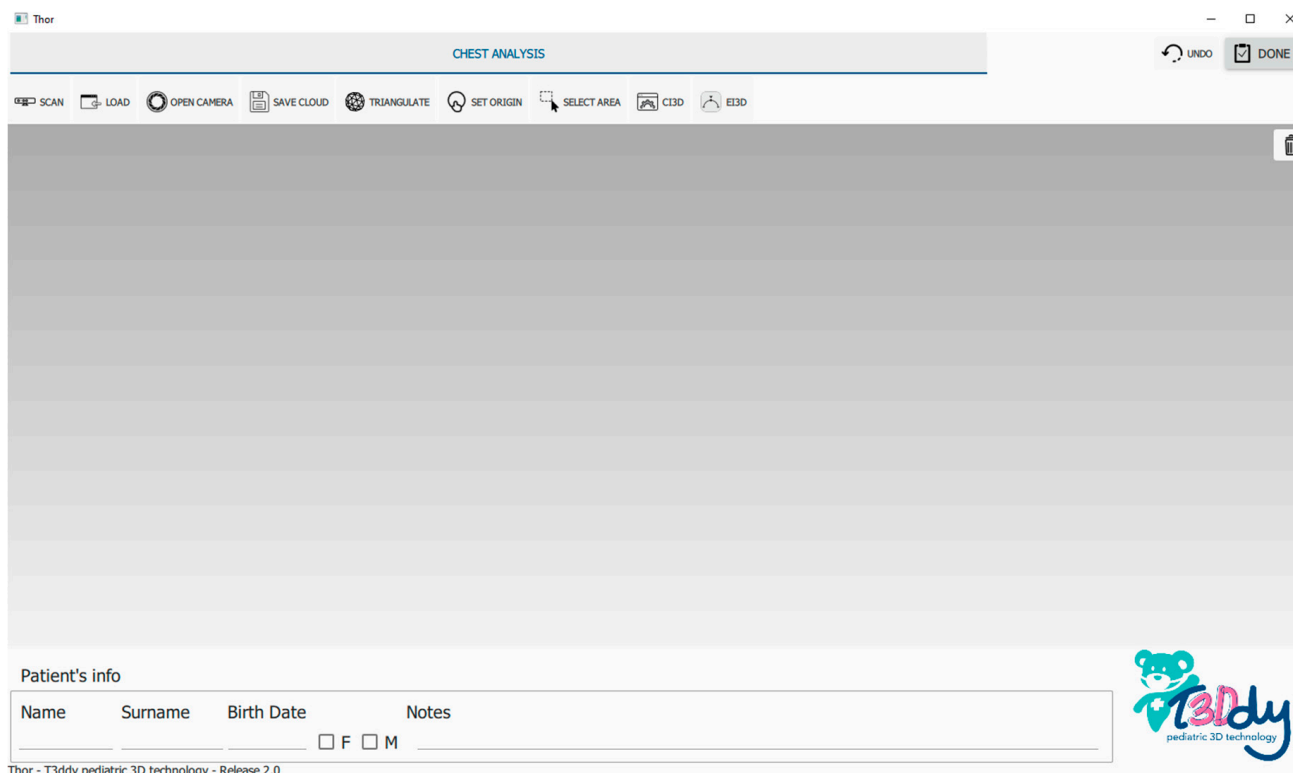 Thor
CHEST ANALYSIS
UNDO
DONE
SCAN LOAD OPEN CAMERA SAVE CLOUD TRIANGULATE SET ORIGIN SELECT AREA CI3D EI3D
Patient's info
Name Surname Birth Date Notes
F M
T3Ddy
pediatric 3D technology
Thor - T3ddy pediatric 3D technology - Release 2.0